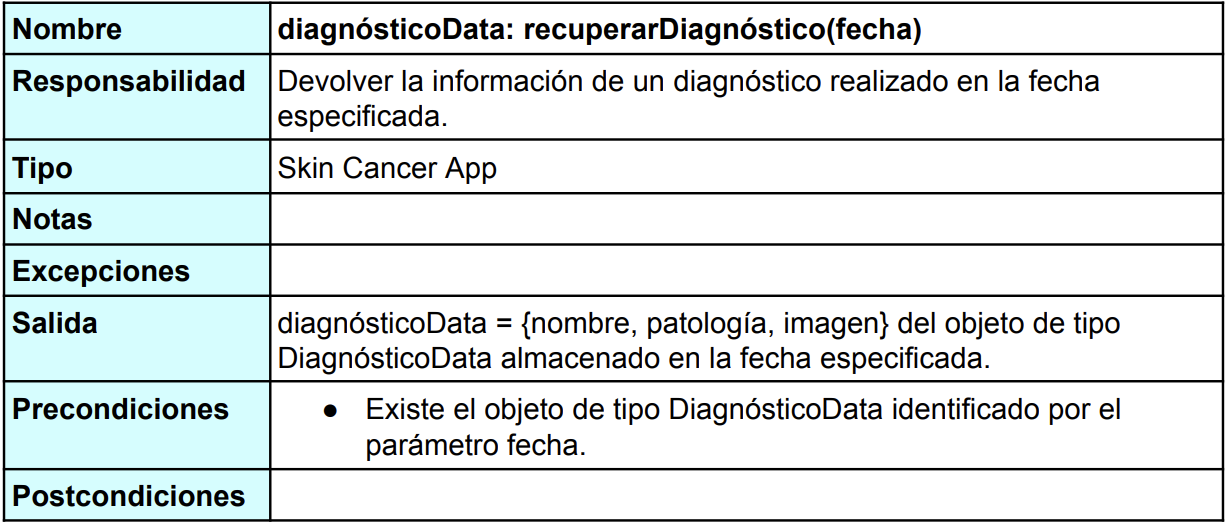 Nombre
diagnósticoData: recuperarDiagnóstico(fecha)
Responsabilidad
Devolver la información de un diagnóstico realizado en la fecha
especificada.
Tipo
Skin Cancer App
Notas
Excepciones
Salida
diagnósticoData = {nombre, patología, imagen} del objeto de tipo
DiagnósticoData almacenado en la fecha especificada.
Precondiciones
● Existe el objeto de tipo DiagnósticoData identificado por el
parámetro fecha.
Postcondiciones